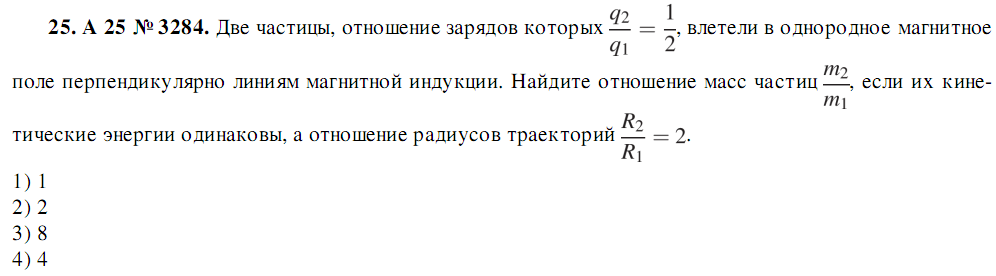 25. А 25 № 3284. Две частицы, отношение зарядов которых q₂/q₁ = 1/2, влетели в однородное магнитное
поле перпендикулярно линиям магнитной индукции. Найдите отношение масс частиц m₂/m₁, если их кине-
тические энергии одинаковы, а отношение радиусов траекторий R₂/R₁ = 2.
1) 1
2) 2
3) 8
4) 4